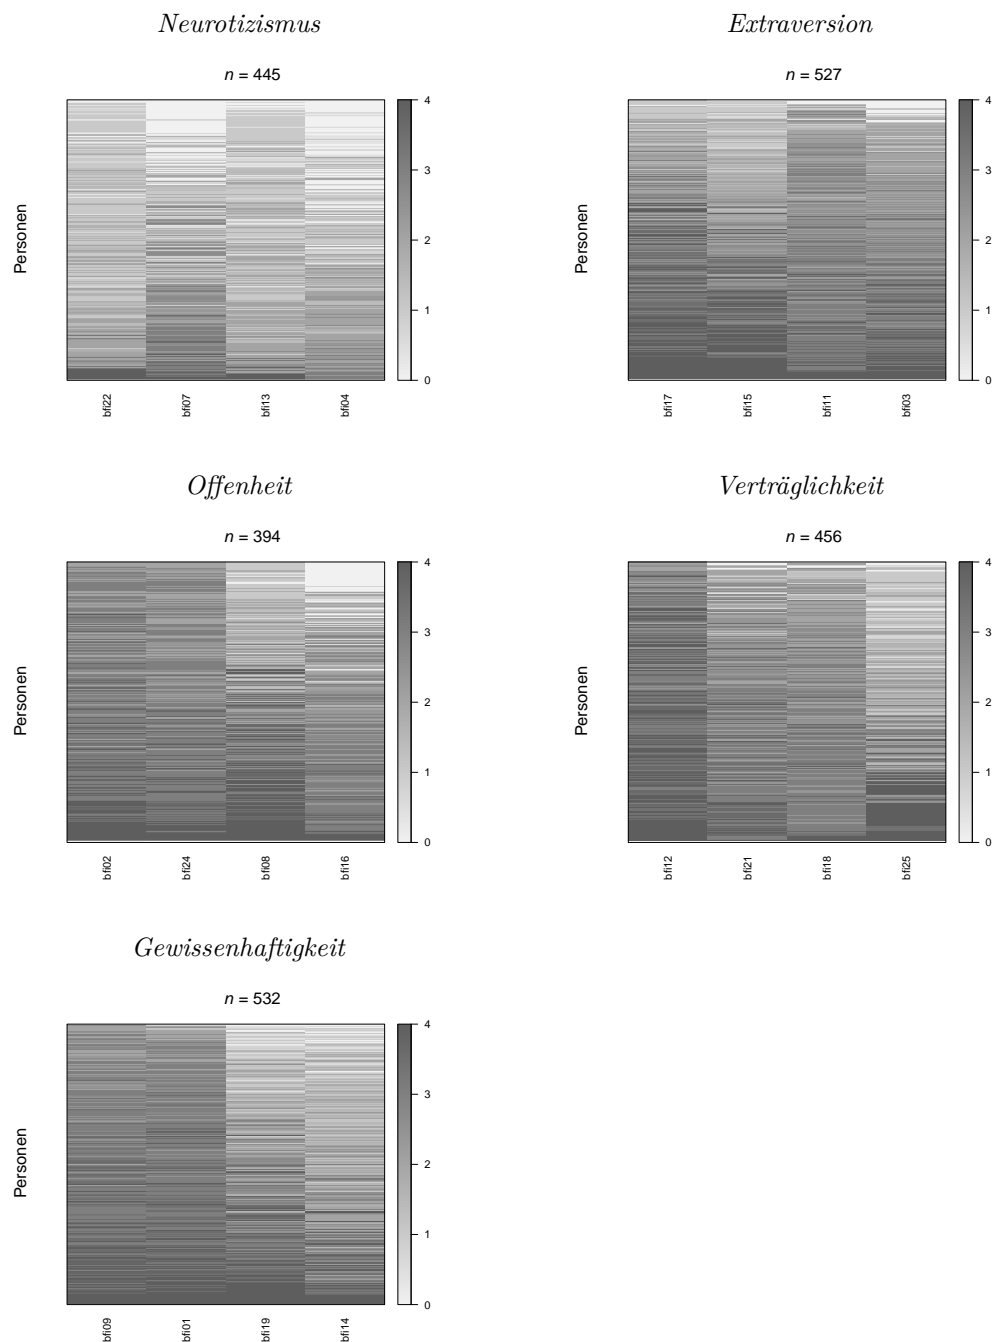 Neurotizismus
n = 445
Personen
4
3
2
1
0
bfi22 bfi07 bfi13 bfi04
Extraversion
n = 527
Personen
4
3
2
1
0
bfi17 bfi15 bfi11 bfi03
Offenheit
n = 394
Personen
4
3
2
1
0
bfi02 bfi24 bfi08 bfi16
Verträglichkeit
n = 456
Personen
4
3
2
1
0
bfi12 bfi21 bfi18 bfi25
Gewissenhaftigkeit
n = 532
Personen
4
3
2
1
0
bfi09 bfi01 bfi19 bfi14